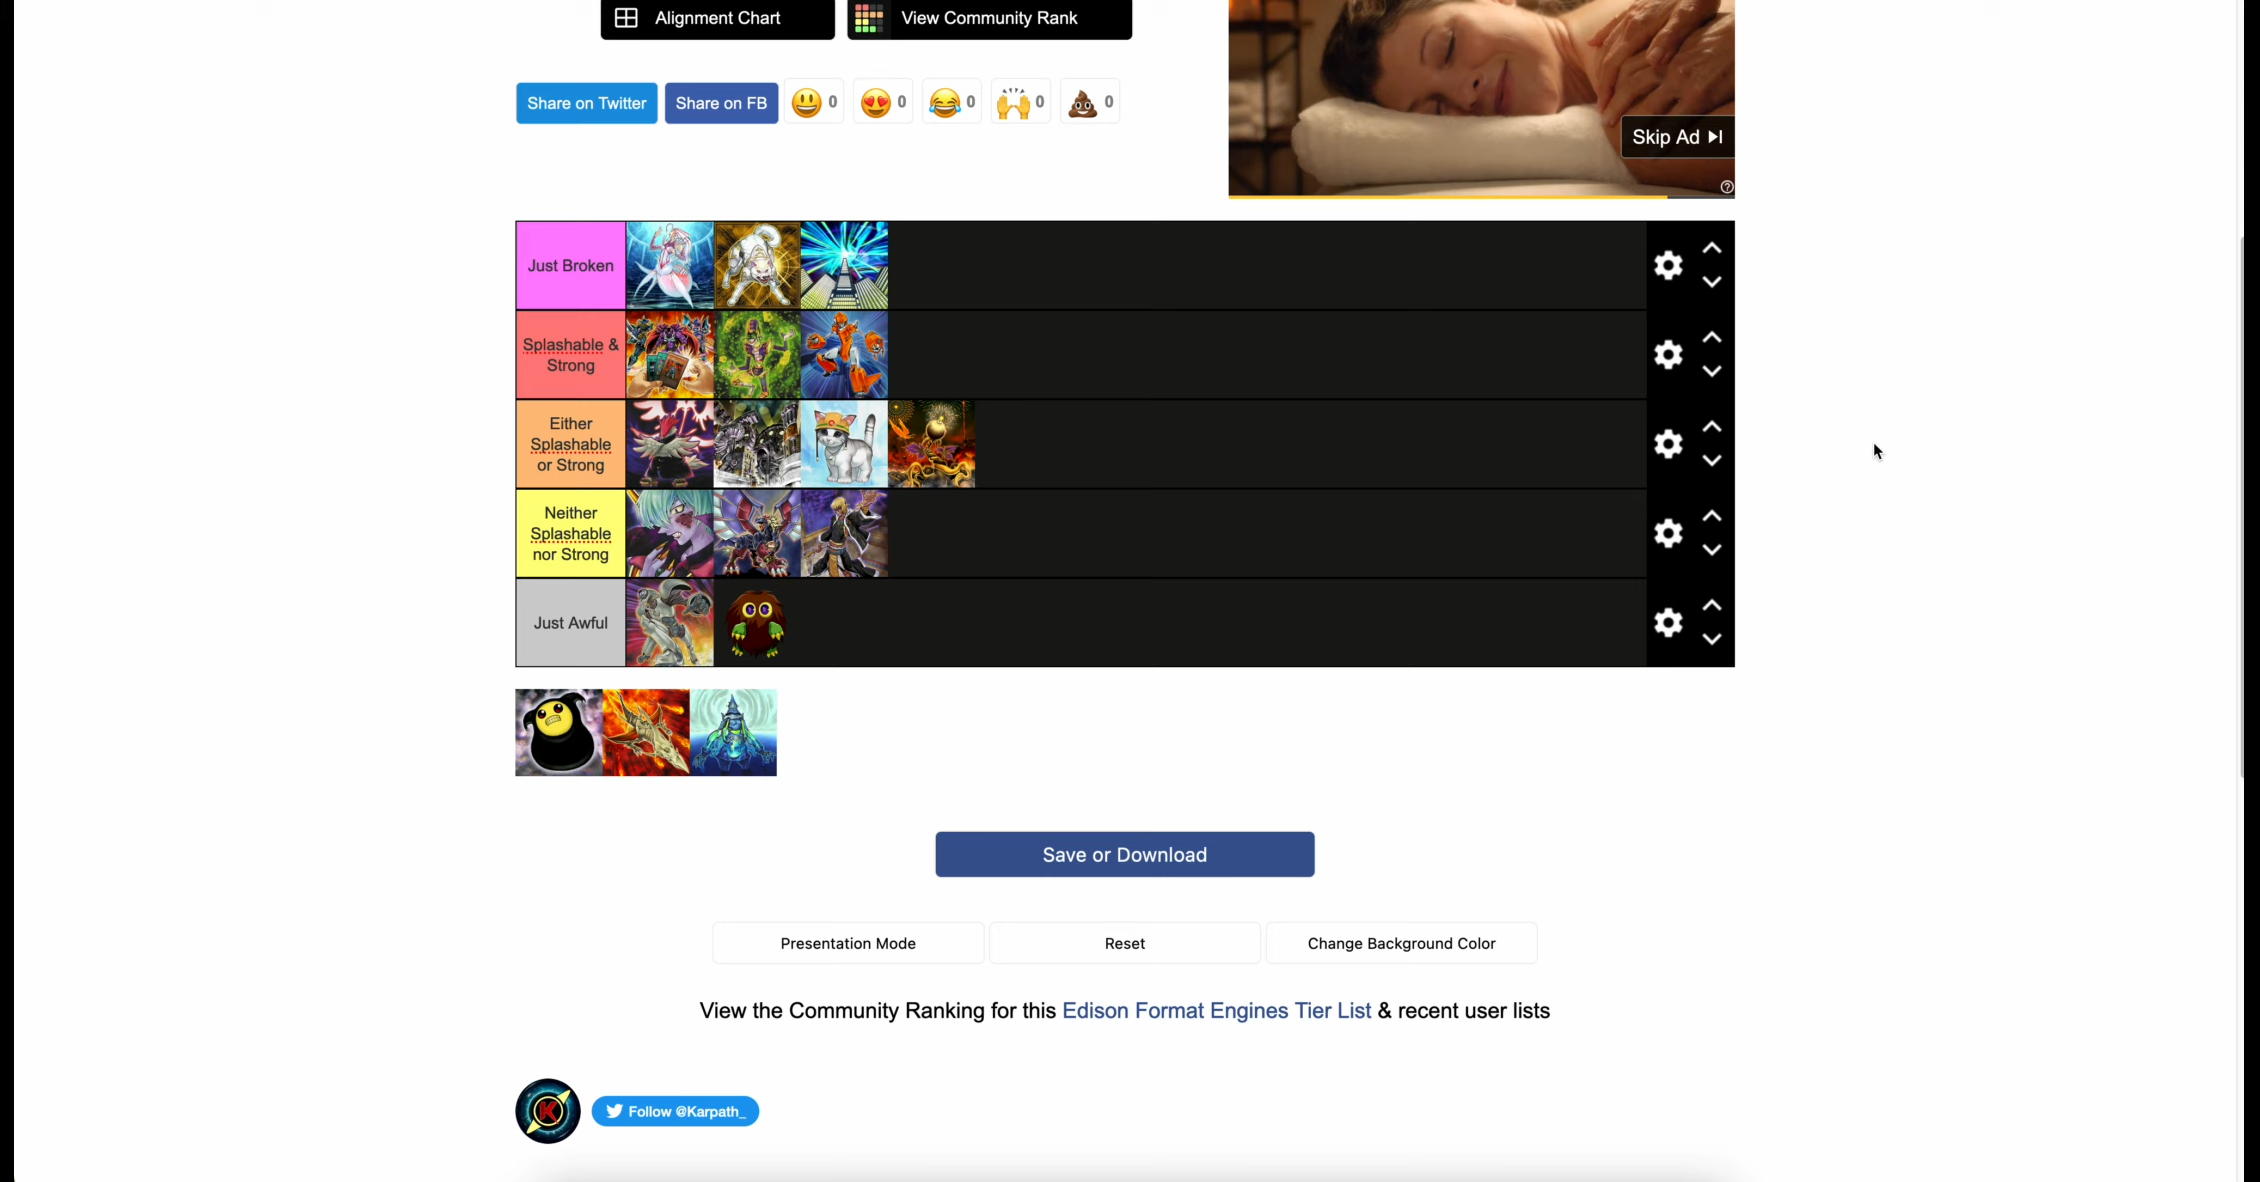 Alignment Chart
View Community Rank
Share on Twitter
Share on FB
0
0
0
0
0
Skip Ad
Just Broken
Splashable &
Strong
Either
Splashable
or Strong
Neither
Splashable
nor Strong
Just Awful
Save or Download
Presentation Mode
Reset
Change Background Color
View the Community Ranking for this Edison Format Engines Tier List & recent user lists
K
Follow @Karpath_